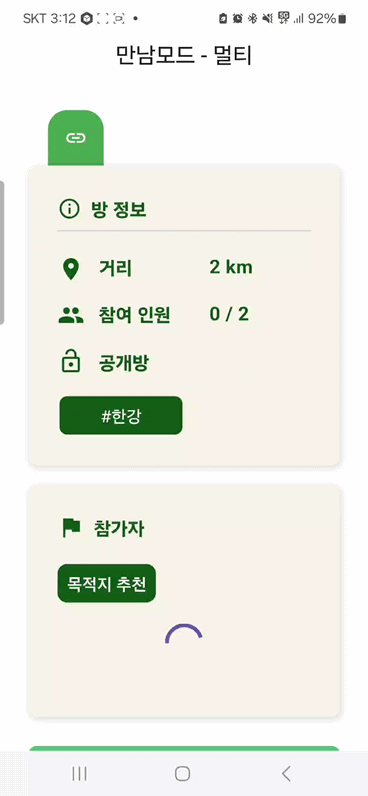 SKT 3:12 92%
만남모드 - 멀티
방 정보
거리 2 km
참여 인원 0 / 2
공개방
#한강
참가자
목적지 추천